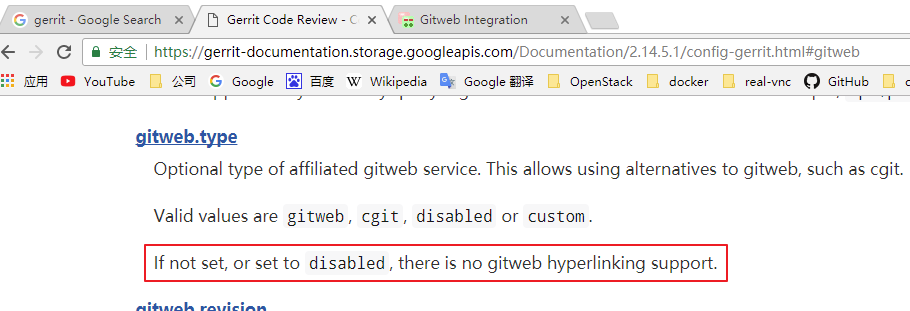 gerrit - Google Search
Gerrit Code Review - C
Gitweb Integration
安全 https://gerrit-documentation.storage.googleapis.com/Documentation/2.14.5.1/config-gerrit.html#gitweb
应用 YouTube 公司 Google 百度 Wikipedia Google 翻译 OpenStack docker real-vnc GitHub
gitweb.type
Optional type of affiliated gitweb service. This allows using alternatives to gitweb, such as cgit.
Valid values are gitweb, cgit, disabled or custom.
If not set, or set to disabled, there is no gitweb hyperlinking support.
gitweb.revision